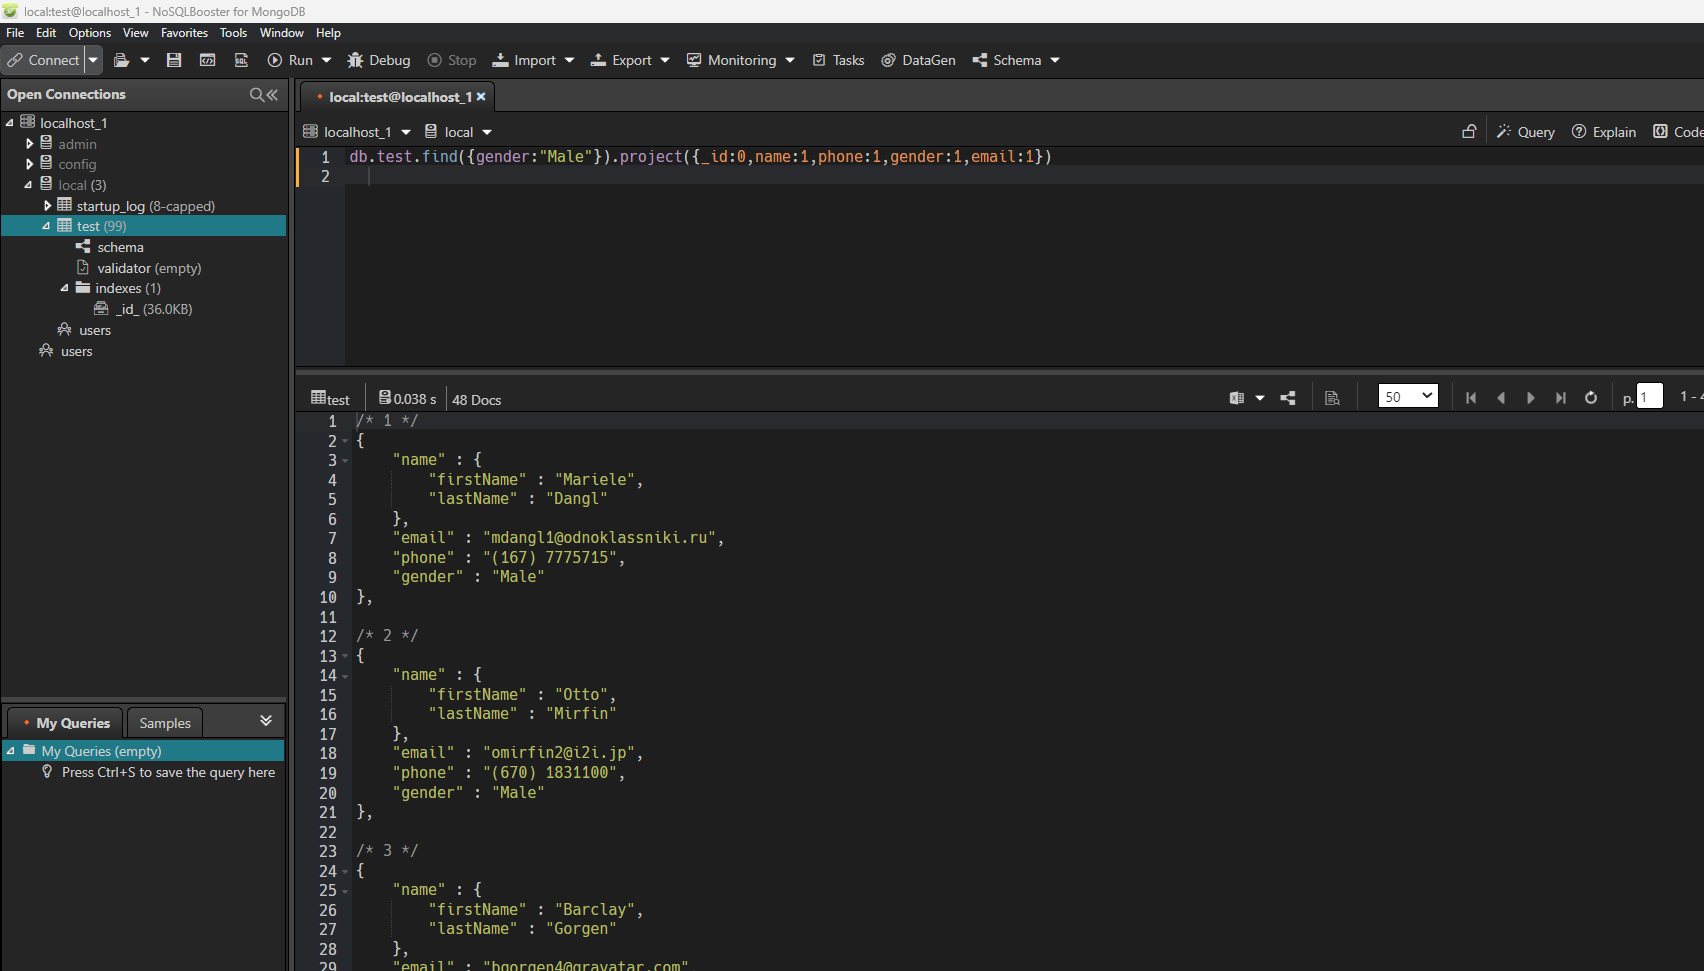 local:test@localhost_1 - NoSQLBooster for MongoDB
File Edit Options View Favorites Tools Window Help
Connect Run Debug Stop Import Export Monitoring Tasks DataGen Schema
Open Connections
localhost_1
admin
config
local (3)
startup_log (8-capped)
test (99)
schema
validator (empty)
indexes (1)
_id_ (36.0KB)
users
users
My Queries Samples
My Queries (empty)
Press Ctrl+S to save the query here
local:test@localhost_1
localhost_1 local Query Explain Code
1 db.test.find({gender:"Male"}).project({_id:0,name:1,phone:1,gender:1,email:1})
2
test 0.038 s 48 Docs 50 p. 1 1 - 4
1 /* 1 */
2 {
3 "name" : {
4 "firstName" : "Mariele",
5 "lastName" : "Dangl"
6 },
7 "email" : "mdangl1@odnoklassniki.ru",
8 "phone" : "(167) 7775715",
9 "gender" : "Male"
10 },
11
12 /* 2 */
13 {
14 "name" : {
15 "firstName" : "Otto",
16 "lastName" : "Mirfin"
17 },
18 "email" : "omirfin2@i2i.jp",
19 "phone" : "(670) 1831100",
20 "gender" : "Male"
21 },
22
23 /* 3 */
24 {
25 "name" : {
26 "firstName" : "Barclay",
27 "lastName" : "Gorgen"
28 },
29 "email" : "bgorgen4@gravatar.com",